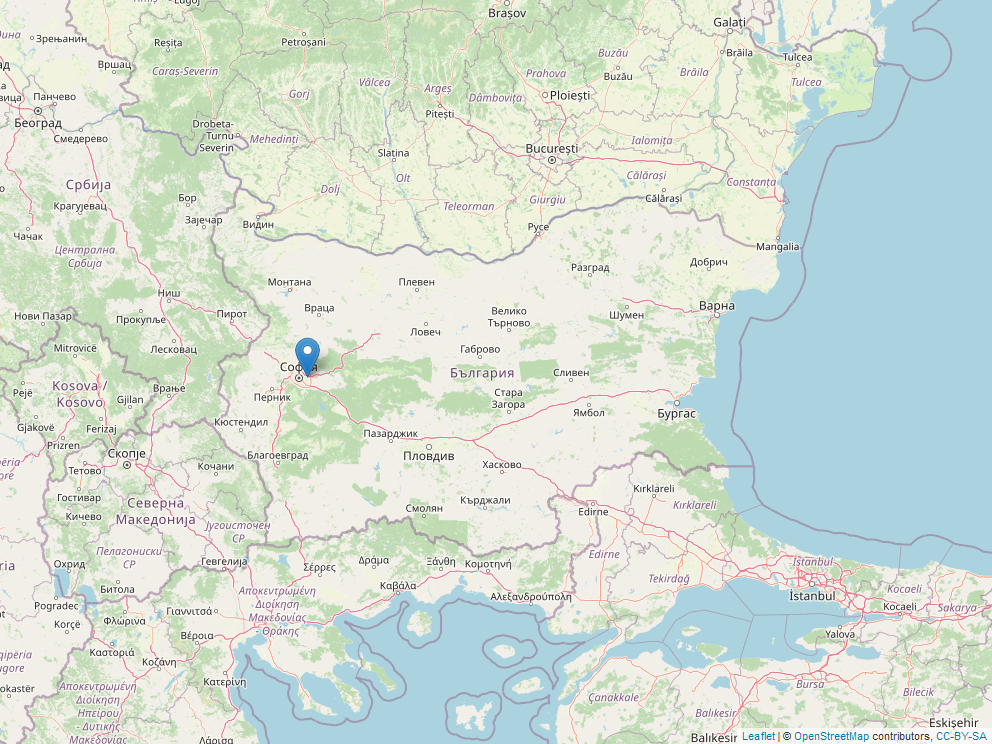 Brașov
Galați
Зрењанин
Reșița
Petroșani
Buzău
Brăila
Tulcea
Вршац
Caraș-Severin
Vâlcea
Prahova
Buzău
Brăila
Tulcea
Gorj
Argeș
Dâmbovița
Ploiești
Панчево
Београд
Pitești
Drobeta-
Turnu
Severin
Mehedinți
Смедерево
Ialomița
București
Slatina
Olt
Călărași
Constanța
Србија
Dolj
Giurgiu
Călărași
Бор
Teleorman
Крагујевац
Зајечар
Видин
Русе
Чачак
Централна
Србија
Mangalia
Добрич
Разград
Монтана
Плевен
Ниш
Варна
Враца
Велико
Търново
Шумен
Нови Пазар
Прокупље
Пирот
Ловеч
Mitrovicë
Лесковац
Габрово
София
България
Сливен
Kosova /
Kosovo
Pejë
Врање
Gjilan
Перник
Стара
Загора
Ямбол
Бургас
Gjakovë
Ferizaj
Кюстендил
Пазарджик
Prizren
Скопје
Благоевград
Пловдив
Хасково
Тетово
Кочани
Kırklareli
Гостивар
Северна
Македонија
Кърджали
Kırklareli
Кичево
Смолян
Edirne
Југоисточен
СР
Пелагониски
СР
Edirne
Охрид
Гевгелија
Σέρρες
Δράμα
Ξάνθη
Κομοτηνή
İstanbul
Битола
Αποκεντρωμένη
Διοίκηση
Μακεδονίας
- Θράκης
Καβάλα
Tekirdağ
Kocaeli
Αλεξανδρούπολη
İstanbul
Kocaeli
Sakarya
Pogradec
Γιαννιτσά
Φλώρινα
Korçë
Βέροια
Yalova
Καστοριά
Κοζάνη
Κατερίνη
Bursa
Çanakkale
Bilecik
Αποκεντρωμένη
Διοίκηση
Ηπείρου
- Δυτικής
Μακεδονίας
Balıkesir
Eskişehir
Λάρισα
Balıkesir
Leaflet | © OpenStreetMap contributors, CC-BY-SA